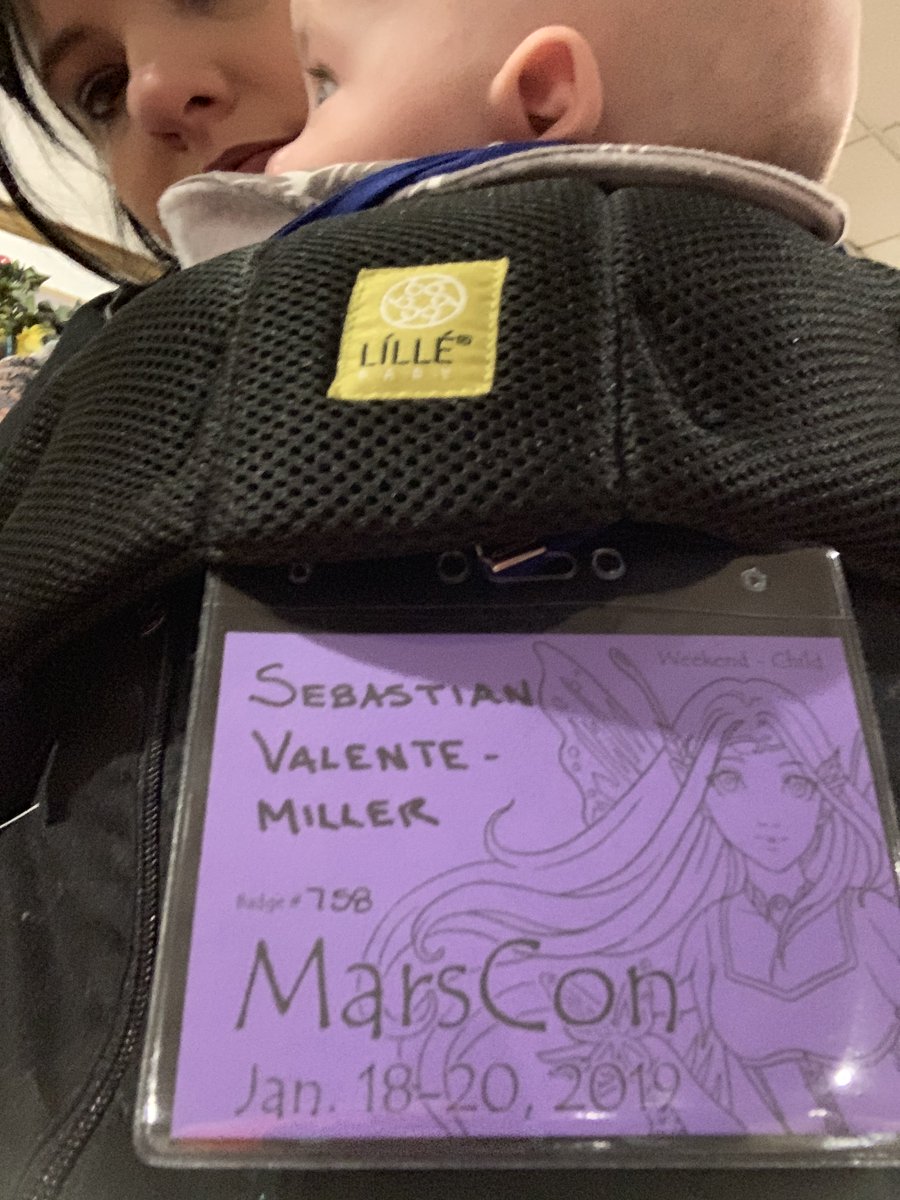 LÍLLÉ®
BABY
Weekend - Child
SEBASTIAN
VALENTE -
MILLER
Badge # 758
MarsCon
Jan. 18-20, 2019